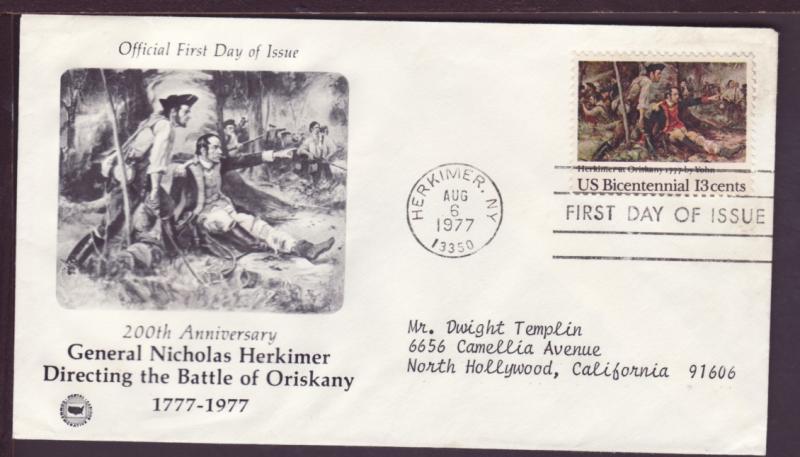 Official First Day of Issue
200th Anniversary
General Nicholas Herkimer
Directing the Battle of Oriskany
1777-1977
Herkimer at Oriskany 1777 by Yohn
US Bicentennial 13 cents
HERKIMER, NY
AUG
6
1977
13350
FIRST DAY OF ISSUE
Mr. Dwight Templin
6656 Camellia Avenue
North Hollywood, California 91606